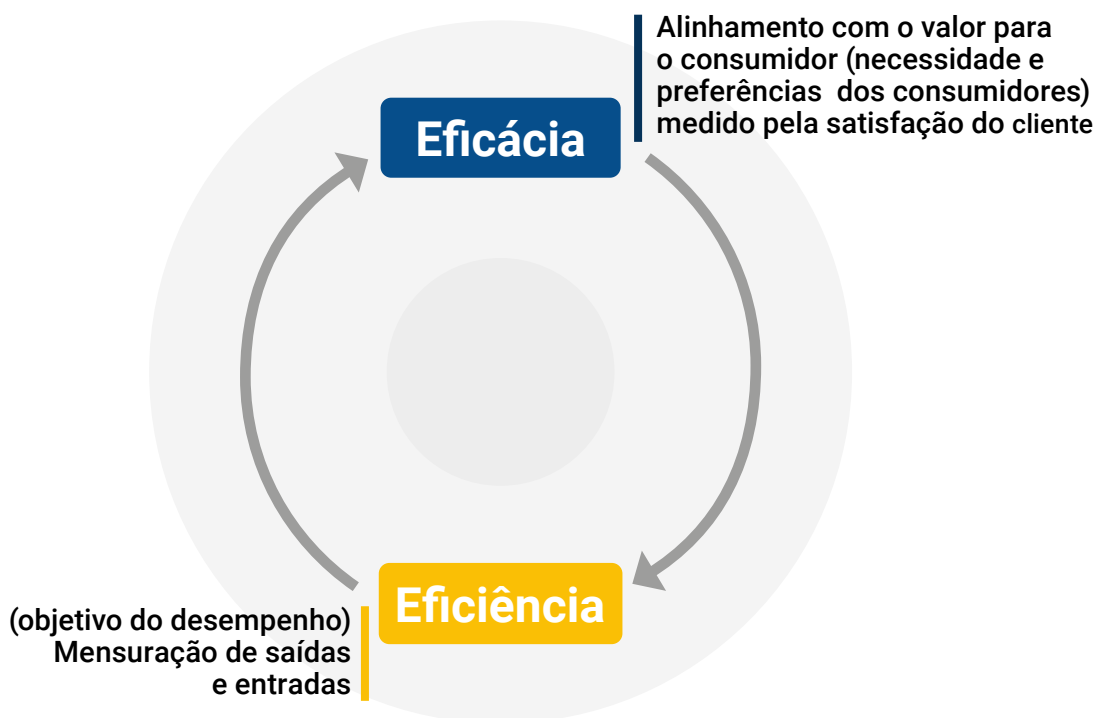 Alinhamento com o valor para
o consumidor (necessidade e
preferências dos consumidores)
medido pela satisfação do cliente
Eficácia
Eficiência
(objetivo do desempenho)
Mensuração de saídas
e entradas